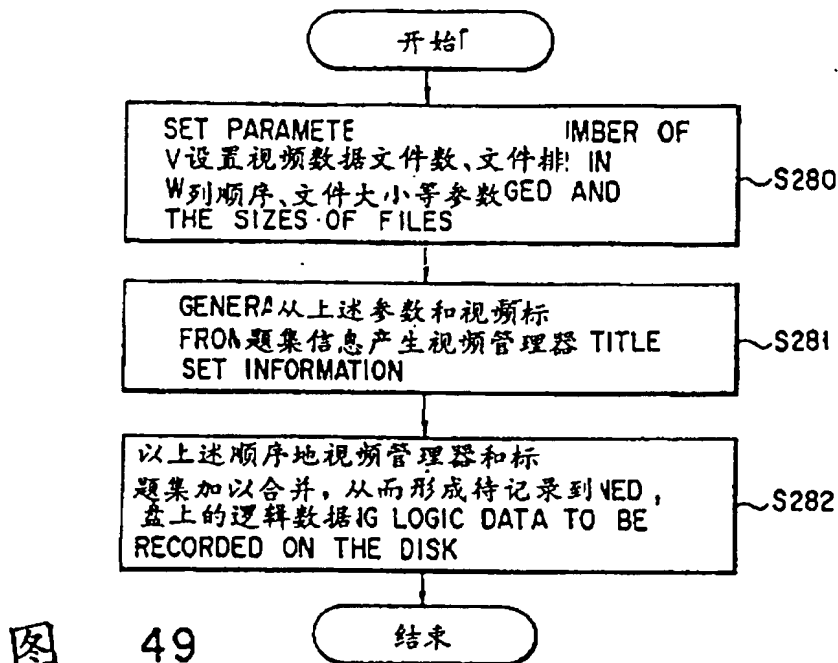 开始
SET PARAMETE IMBER OF
V设置视频数据文件数、文件排! IN
W列顺序、文件大小等参数GED AND
THE SIZES OF FILES
S280
GENERA从上述参数和视频标
FROM题集信息产生视频管理器 TITLE
SET INFORMATION
S281
以上述顺序地视频管理器和标
题集加以合并,从而形成待记录到NED,
盘上的逻辑数据IG LOGIC DATA TO BE
RECORDED ON THE DISK
S282
结束
图 49